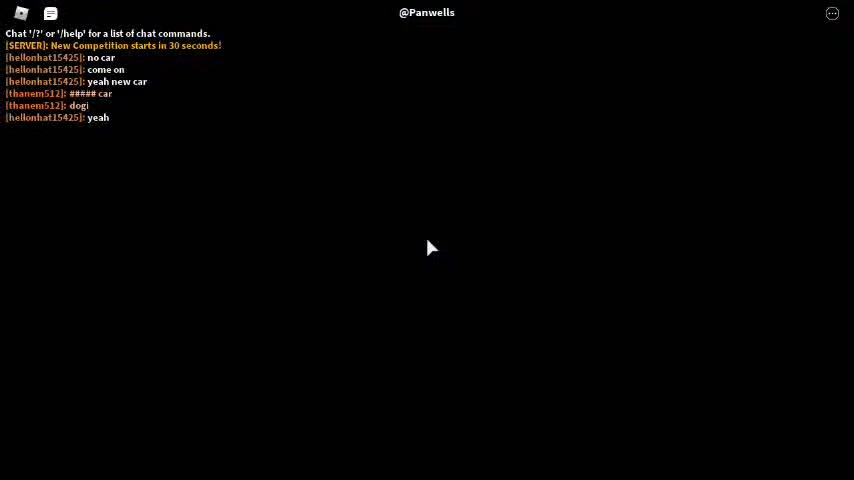 @Panwells
Chat '/?' or '/help' for a list of chat commands.
[SERVER]: New Competition starts in 30 seconds!
[hellonhat15425]: no car
[hellonhat15425]: come on
[hellonhat15425]: yeah new car
[thanem512]: ##### car
[thanem512]: dogi
[hellonhat15425]: yeah